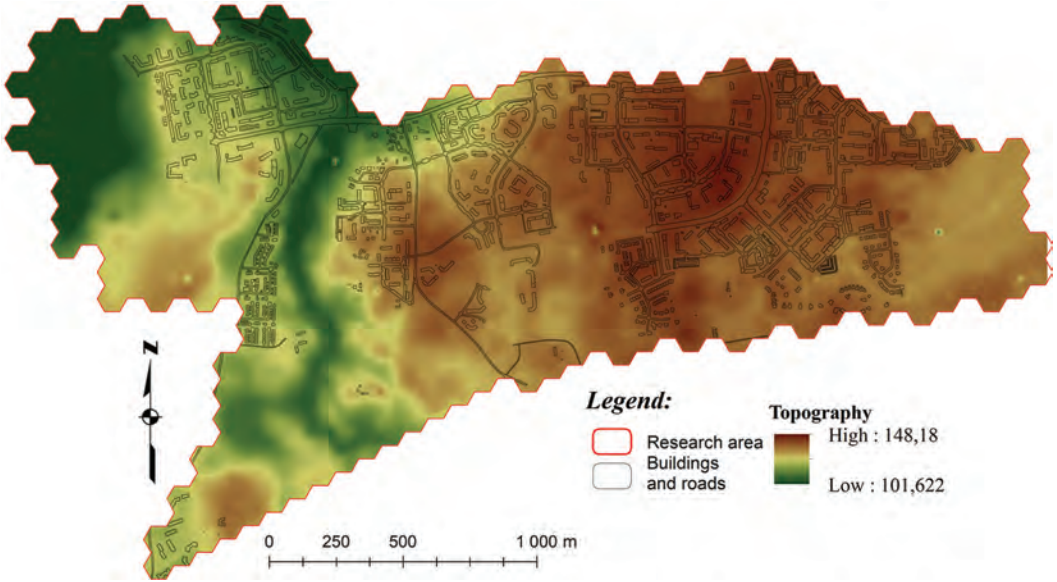 N
Legend:
Research area
Buildings
and roads
Topography
High : 148,18
Low : 101,622
0 250 500 1 000 m